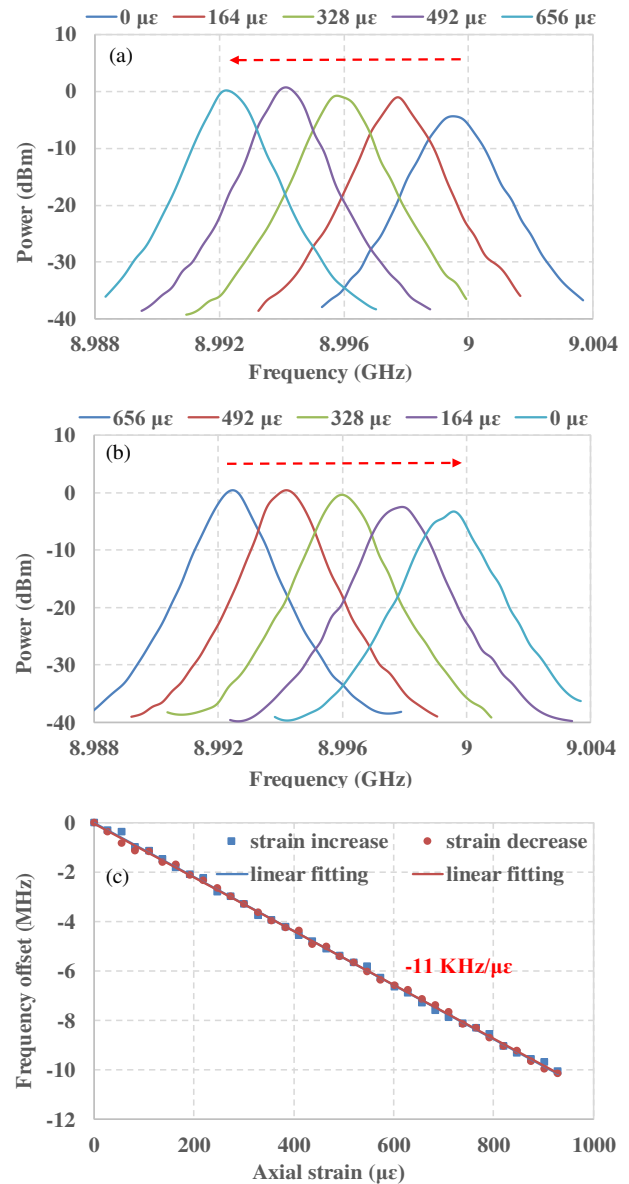 0 με 164 με 328 με 492 με 656 με
10
(a)
0
-10
-20
-30
-40
Power (dBm)
8.988 8.992 8.996 9 9.004
Frequency (GHz)
656 με 492 με 328 με 164 με 0 με
10
(b)
0
-10
-20
-30
-40
Power (dBm)
8.988 8.992 8.996 9 9.004
Frequency (GHz)
0
strain increase strain decrease
-2
(c) linear fitting linear fitting
-4
-6
-11 KHz/με
-8
-10
-12
Frequency offset (MHz)
0 200 400 600 800 1000
Axial strain (με)